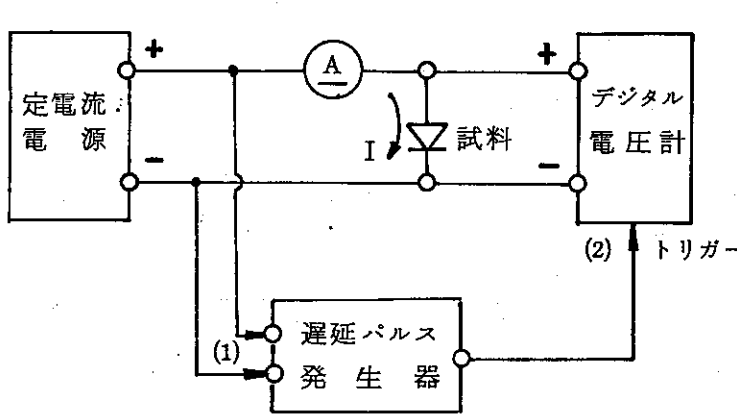 +
定電流
電源
−
A
I
試料
+
デジタル
電圧計
−
(2)
トリガー
(1)
遅延パルス
発生器